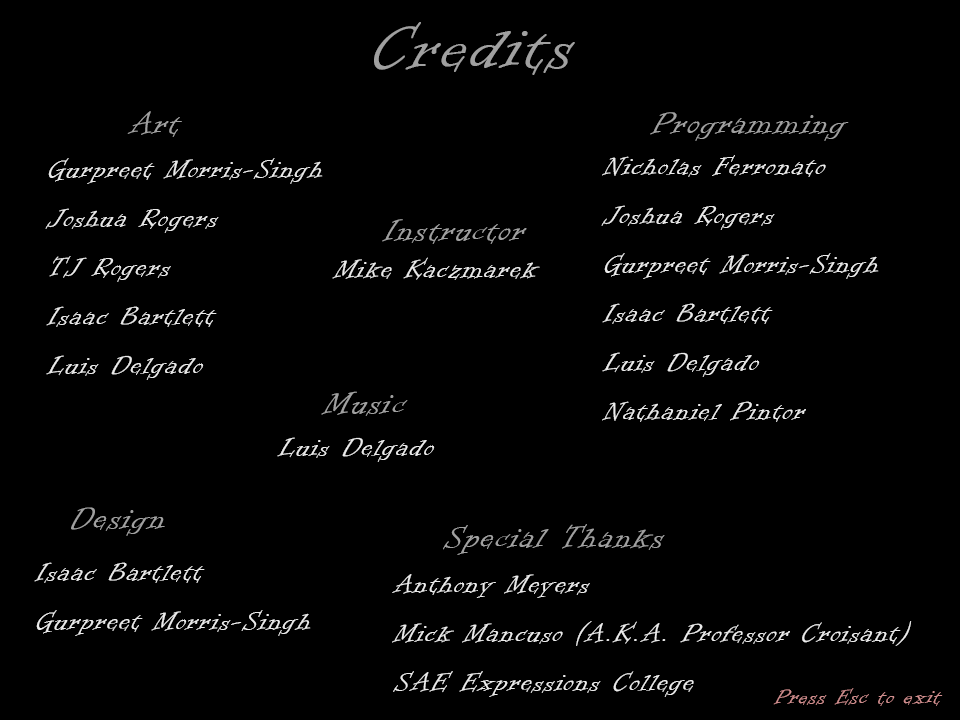 Credits
Art
Gurpreet Morris-Singh
Joshua Rogers
TJ Rogers
Isaac Bartlett
Luis Delgado
Instructor
Mike Kaczmarek
Music
Luis Delgado
Programming
Nicholas Ferronato
Joshua Rogers
Gurpreet Morris-Singh
Isaac Bartlett
Luis Delgado
Nathaniel Pintor
Design
Isaac Bartlett
Gurpreet Morris-Singh
Special Thanks
Anthony Meyers
Mick Mancuso (A.K.A. Professor Croisant)
SAE Expressions College
Press Esc to exit